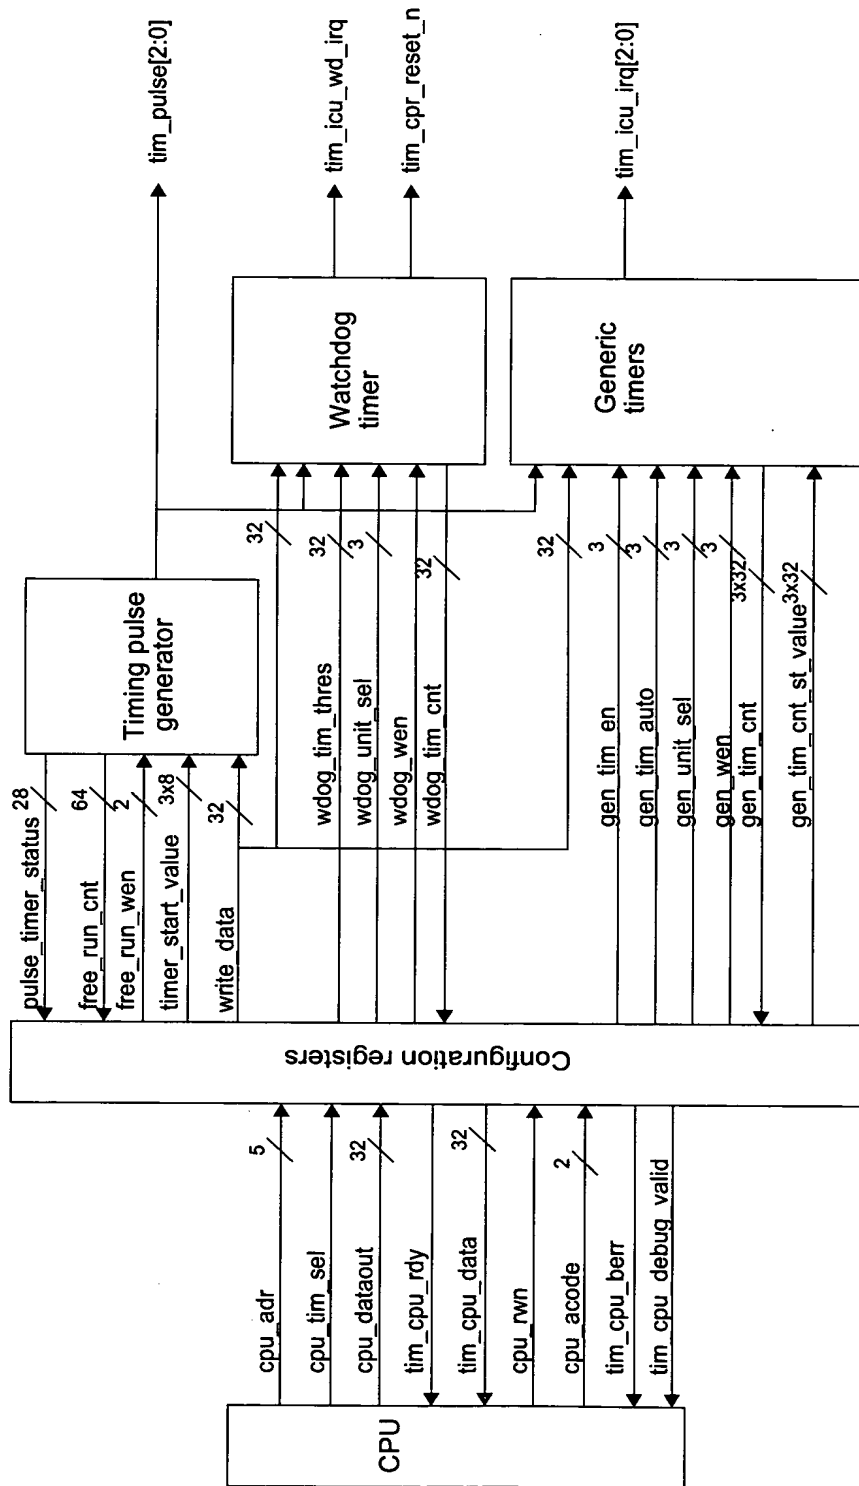 tim_pulse[2:0]
tim_icu_wd_irq
tim_cpr_reset_n
tim_icu_irq[2:0]
Watchdog
timer
Generic
timers
Timing pulse
generator
pulse_timer_status
28
free_run_cnt
64
free_run_wen
2
timer_start_value
3x8
write_data
32
32
wdog_tim_thres
32
wdog_unit_sel
3
wdog_wen
wdog_tim_cnt
32
32
gen_tim_en
3
gen_tim_auto
3
gen_unit_sel
3
gen_wen
3
gen_tim_cnt
3x32
gen_tim_cnt_st_value
3x32
Configuration registers
cpu_adr
5
cpu_tim_sel
cpu_dataout
32
tim_cpu_rdy
tim_cpu_data
32
cpu_rwn
cpu_acode
2
tim_cpu_berr
tim_cpu_debug_valid
CPU